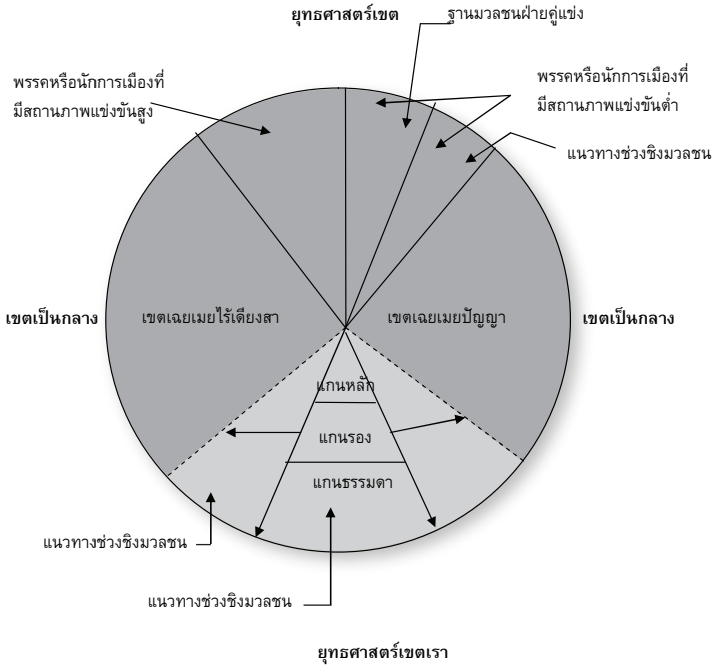 ยุทธศาสตร์เขต
ฐานมวลชนฝ่ายคู่แข่ง
พรรคหรือนักการเมืองที่
มีสถานภาพแข่งขันสูง
พรรคหรือนักการเมืองที่
มีสถานภาพแข่งขันต่ำ
แนวทางช่วงชิงมวลชน
เขตเป็นกลาง
เขตเฉยเมยไร้เดียงสา
เขตเฉยเมยปัญญา
เขตเป็นกลาง
แกนหลัก
แกนรอง
แกนธรรมดา
แนวทางช่วงชิงมวลชน
แนวทางช่วงชิงมวลชน
ยุทธศาสตร์เขตเรา